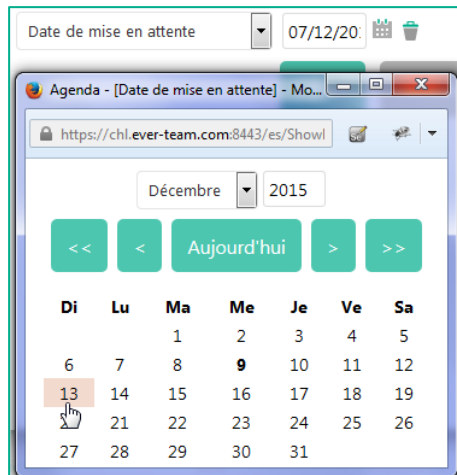 Date de mise en attente 07/12/20
Agenda - [Date de mise en attente] - Mo...
https://chl.ever-team.com:8443/es/Showl
Décembre 2015
<< < Aujourd'hui > >>
Di Lu Ma Me Je Ve Sa
1 2 3 4 5
6 7 8 9 10 11 12
13 14 15 16 17 18 19
21 22 23 24 25 26
27 28 29 30 31